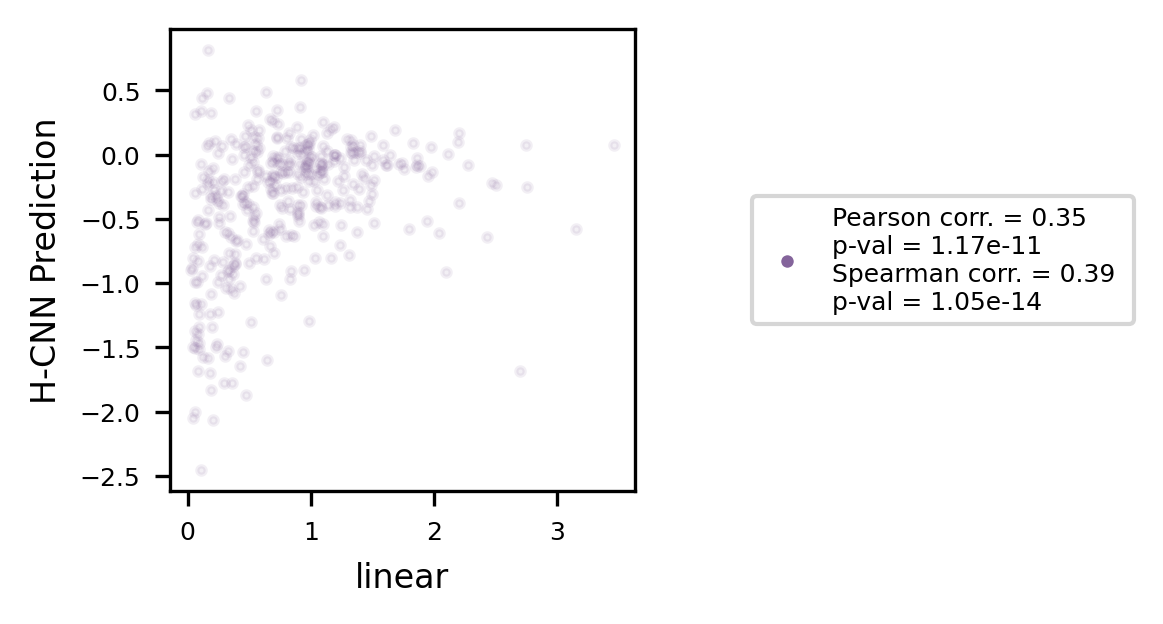 H-CNN Prediction
0.5
0.0
−0.5
−1.0
−1.5
−2.0
−2.5
0 1 2 3
linear
Pearson corr. = 0.35
p-val = 1.17e-11
Spearman corr. = 0.39
p-val = 1.05e-14